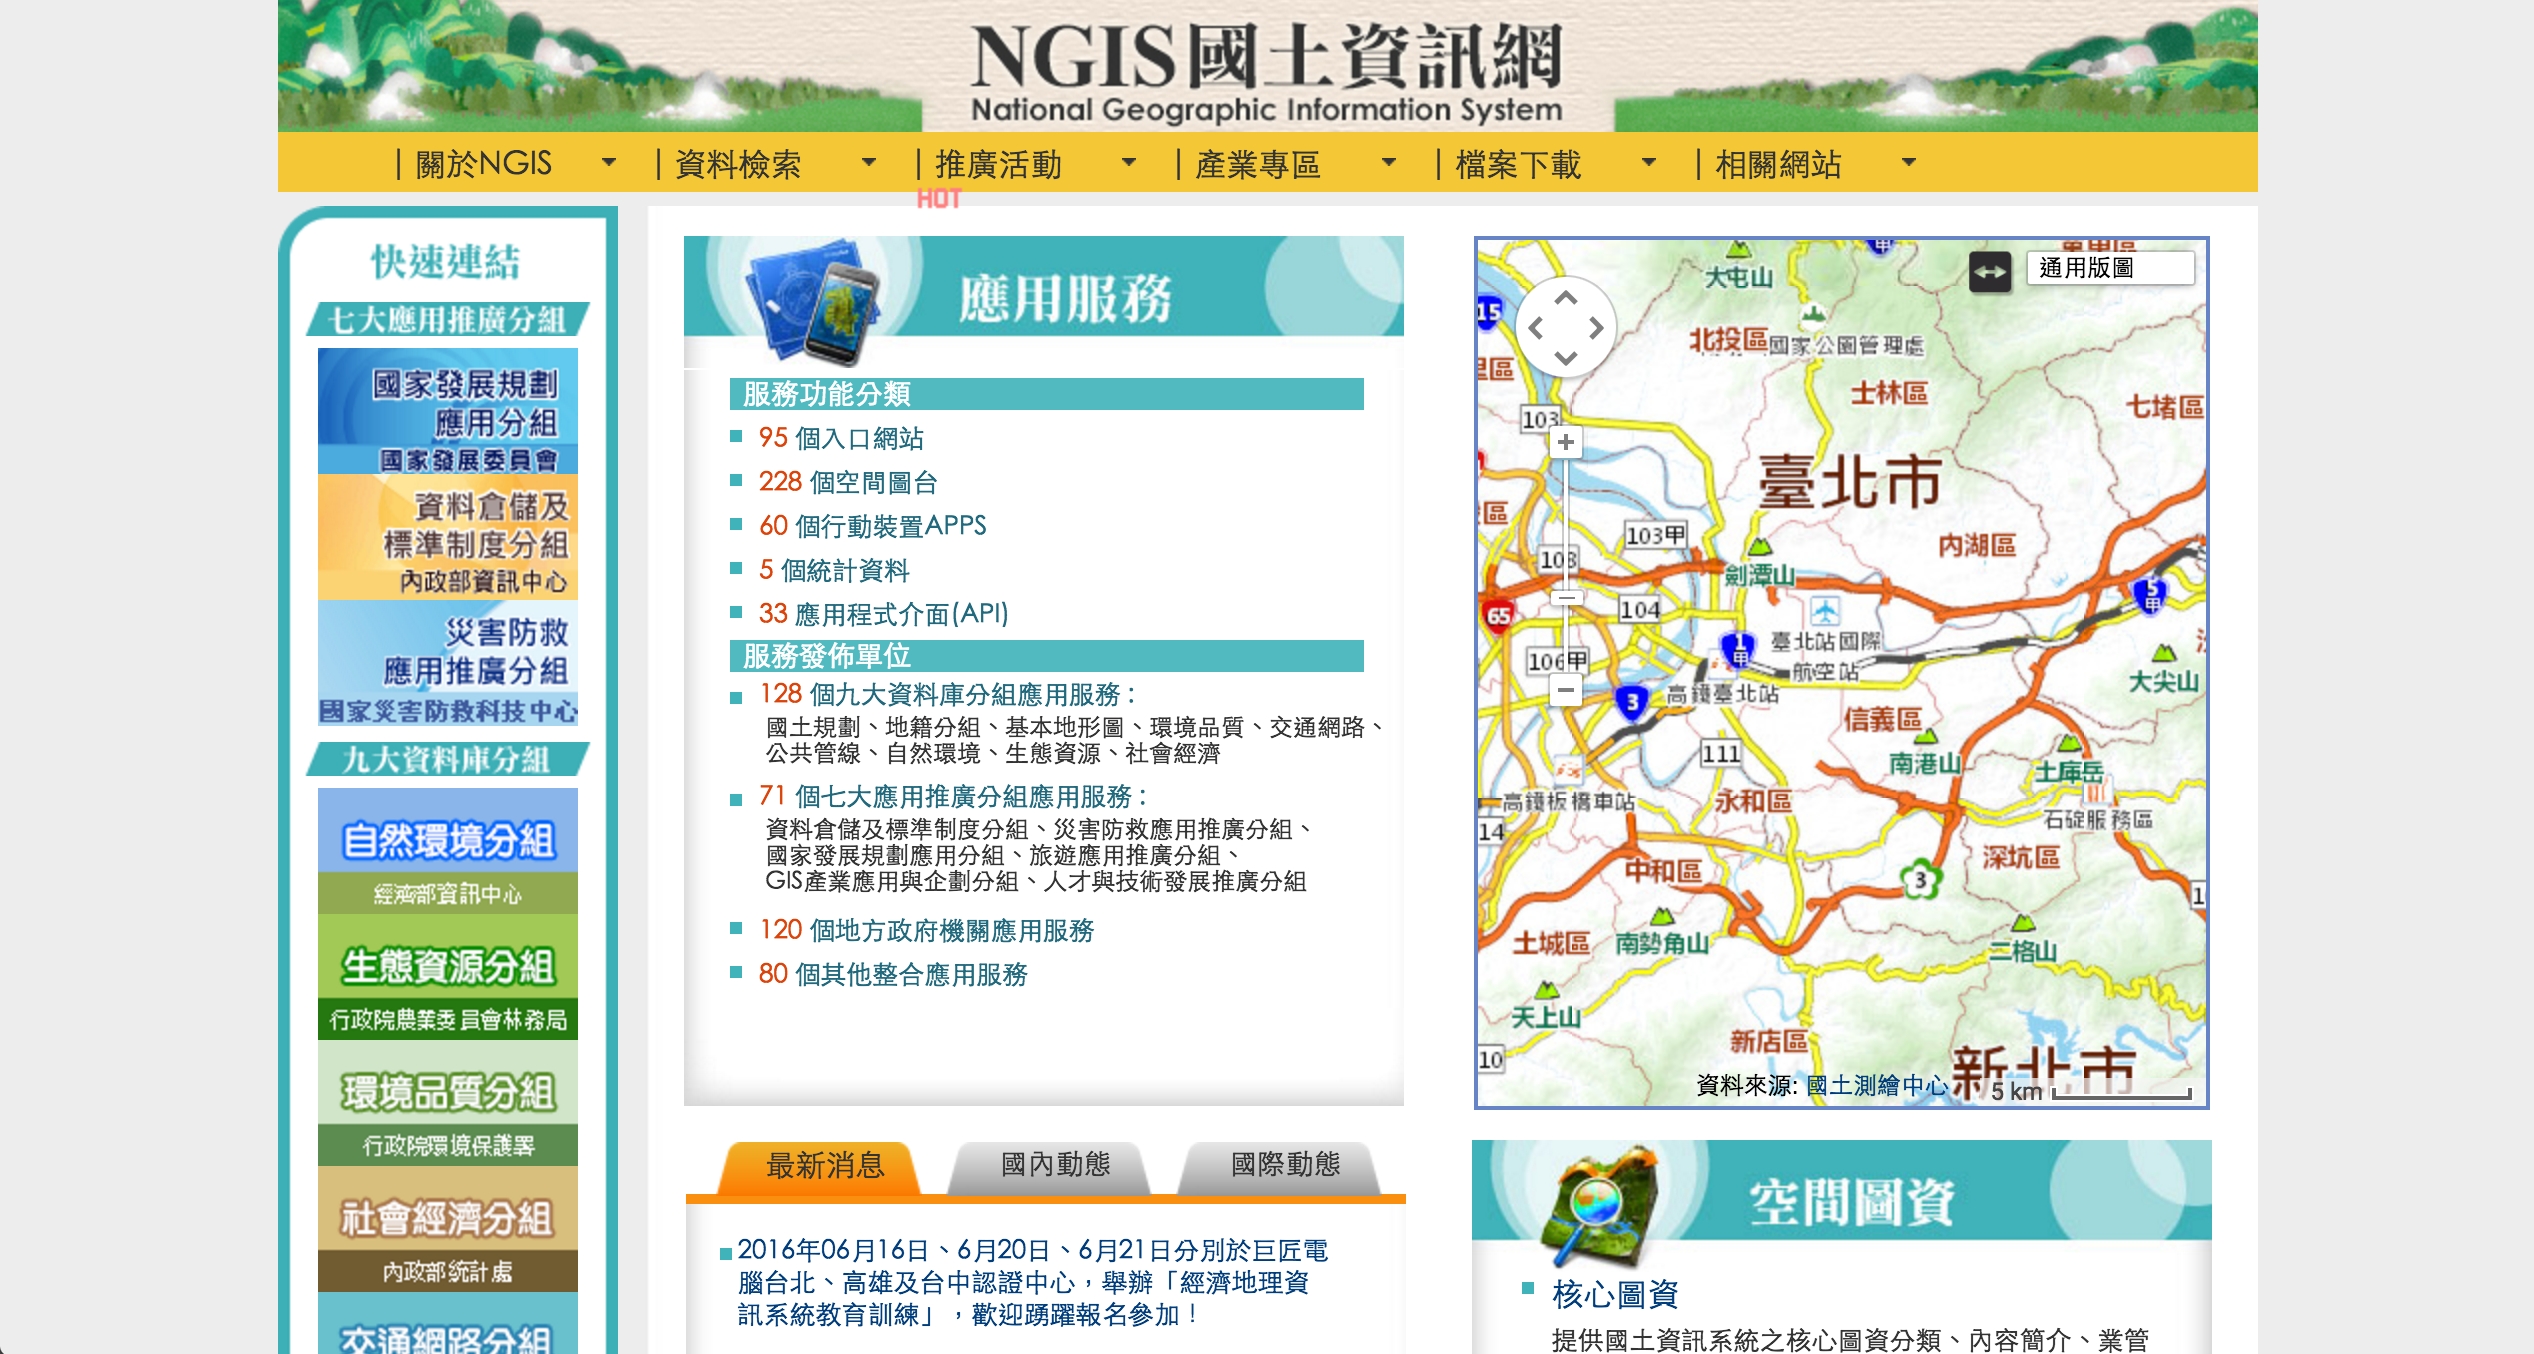 NGIS國土資訊網
National Geographic Information System
關於NGIS
資料檢索
推廣活動
產業專區
檔案下載
相關網站
HOT
快速連結
七大應用推廣分組
國家發展規劃
應用分組
國家發展委員會
資料倉儲及
標準制度分組
內政部資訊中心
災害防救
應用推廣分組
國家災害防救科技中心
九大資料庫分組
自然環境分組
經濟部資訊中心
生態資源分組
行政院農業委員會林務局
環境品質分組
行政院環境保護署
社會經濟分組
內政部統計處
交通網路分組
應用服務
服務功能分類
95 個入口網站
228 個空間圖台
60 個行動裝置APPS
5 個統計資料
33 應用程式介面(API)
服務發佈單位
128 個九大資料庫分組應用服務：
國土規劃、地籍分組、基本地形圖、環境品質、交通網路、
公共管線、自然環境、生態資源、社會經濟
71 個七大應用推廣分組應用服務：
資料倉儲及標準制度分組、災害防救應用推廣分組、
國家發展規劃應用分組、旅遊應用推廣分組、
GIS產業應用與企劃分組、人才與技術發展推廣分組
120 個地方政府機關應用服務
80 個其他整合應用服務
最新消息
國內動態
國際動態
2016年06月16日、6月20日、6月21日分別於巨匠電
腦台北、高雄及台中認證中心，舉辦「經濟地理資
訊系統教育訓練」，歡迎踴躍報名參加！
萬里區
甲
通用版圖
大屯山
15
北投區
國家公園管理處
里區
士林區
七堵區
103
臺北市
區
103甲
內湖區
108
劍潭山
5甲
65
104
1甲
臺北站國際
航空站
106甲
大尖山
3
高鐵臺北站
信義區
111
南港山
土庫岳
高鐵板橋車站
永和區
石碇服務區
14
深坑區
中和區
3
1
土城區
南勢角山
二格山
天上山
新店區
10
新北市
資料來源: 國土測繪中心
5 km
空間圖資
核心圖資
提供國土資訊系統之核心圖資分類、內容簡介、業管